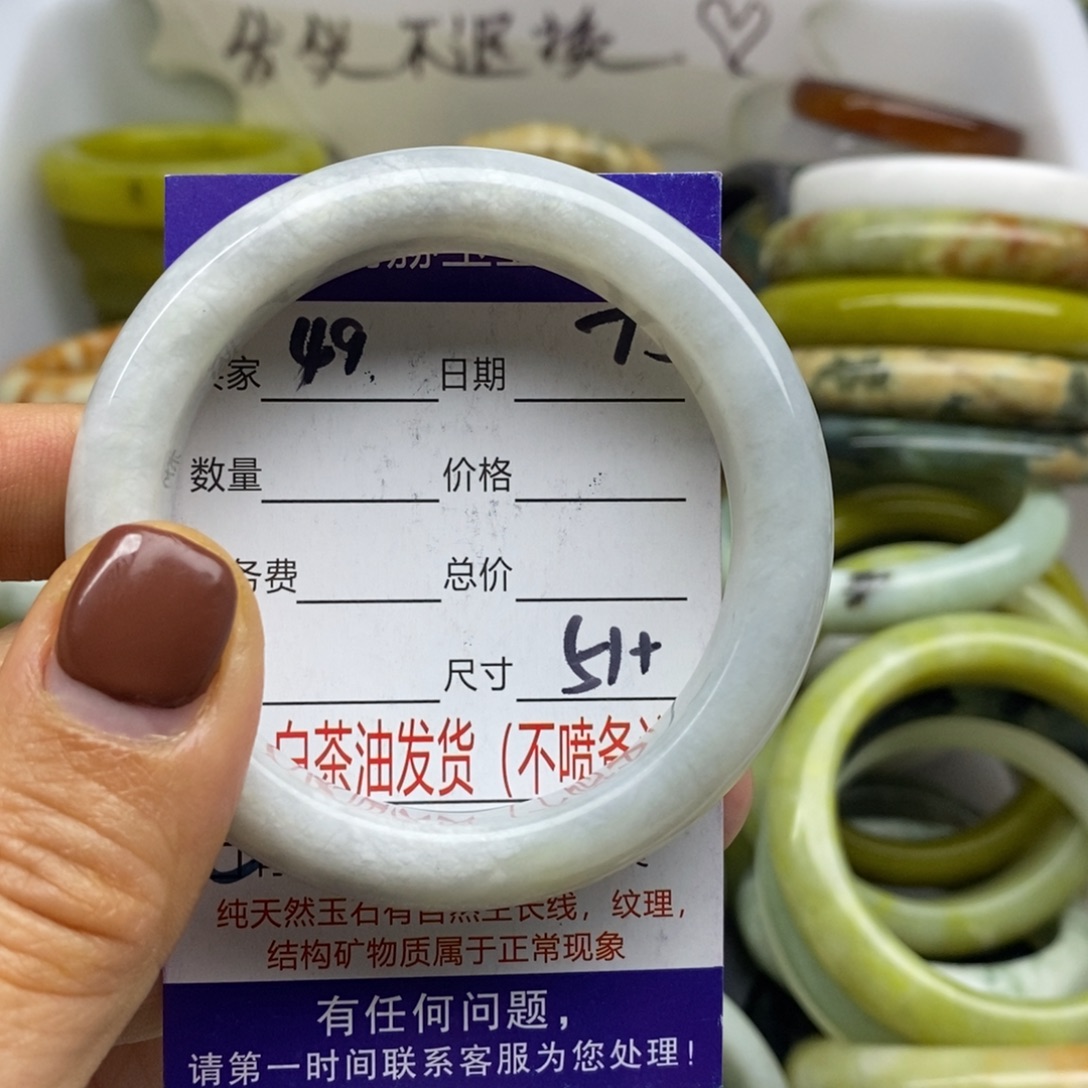 不退换
49 日期
家
数量 价格
务费 总价
尺寸 51+
白茶油发货 (不喷
纯天然玉石有自然生长线，纹理，
结构矿物质属于正常现象
有任何问题，
请第一时间联系客服为您处理！